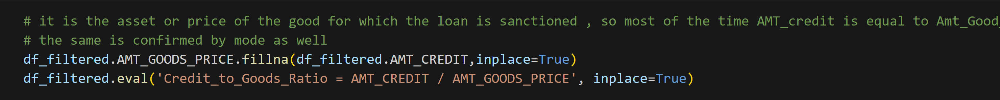 # it is the asset or price of the good for which the loan is sanctioned , so most of the time AMT_credit is equal to Amt_Good_
# the same is confirmed by mode as well
df_filtered.AMT_GOODS_PRICE.fillna(df_filtered.AMT_CREDIT,inplace=True)
df_filtered.eval('Credit_to_Goods_Ratio = AMT_CREDIT / AMT_GOODS_PRICE', inplace=True)